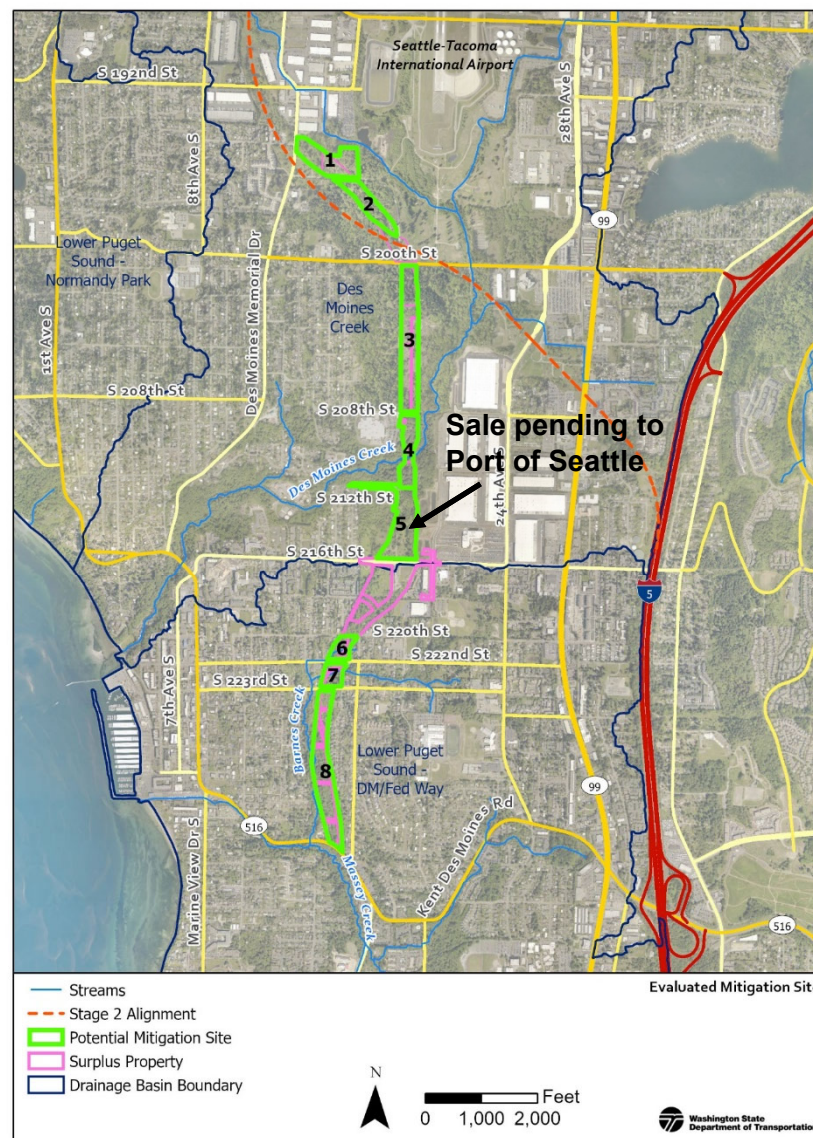 Seattle-Tacoma
International Airport
S 192nd St
28th Ave S
8th Ave S
1
2
99
Lower Puget
Sound -
Normandy Park
Des Moines Memorial Dr
S 200th St
Des
Moines
Creek
1st Ave S
3
S 208th St
S 208th St
4
Sale pending to
Port of Seattle
Des Moines Creek
24th Ave S
S 212th St
5
S 216th St
5
S 220th St
6
S 222nd St
7th Ave S
7
S 223rd St
Barnes Creek
Lower Puget
Sound -
DM/Fed Way
8
99
Kent Des Moines Rd
516
Marine View Dr S
Massey Creek
516
Evaluated Mitigation Site
Streams
Stage 2 Alignment
Potential Mitigation Site
Surplus Property
Drainage Basin Boundary
N
Feet
0 1,000 2,000
Washington State
Department of Transportation